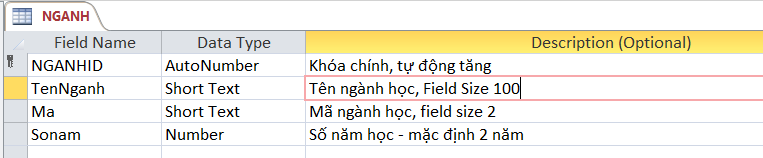 NGANH
Field Name Data Type Description (Optional)
NGANHID AutoNumber Khóa chính, tự động tăng
TenNganh Short Text Tên ngành học, Field Size 100
Ma Short Text Mã ngành học, field size 2
Sonam Number Số năm học - mặc định 2 năm